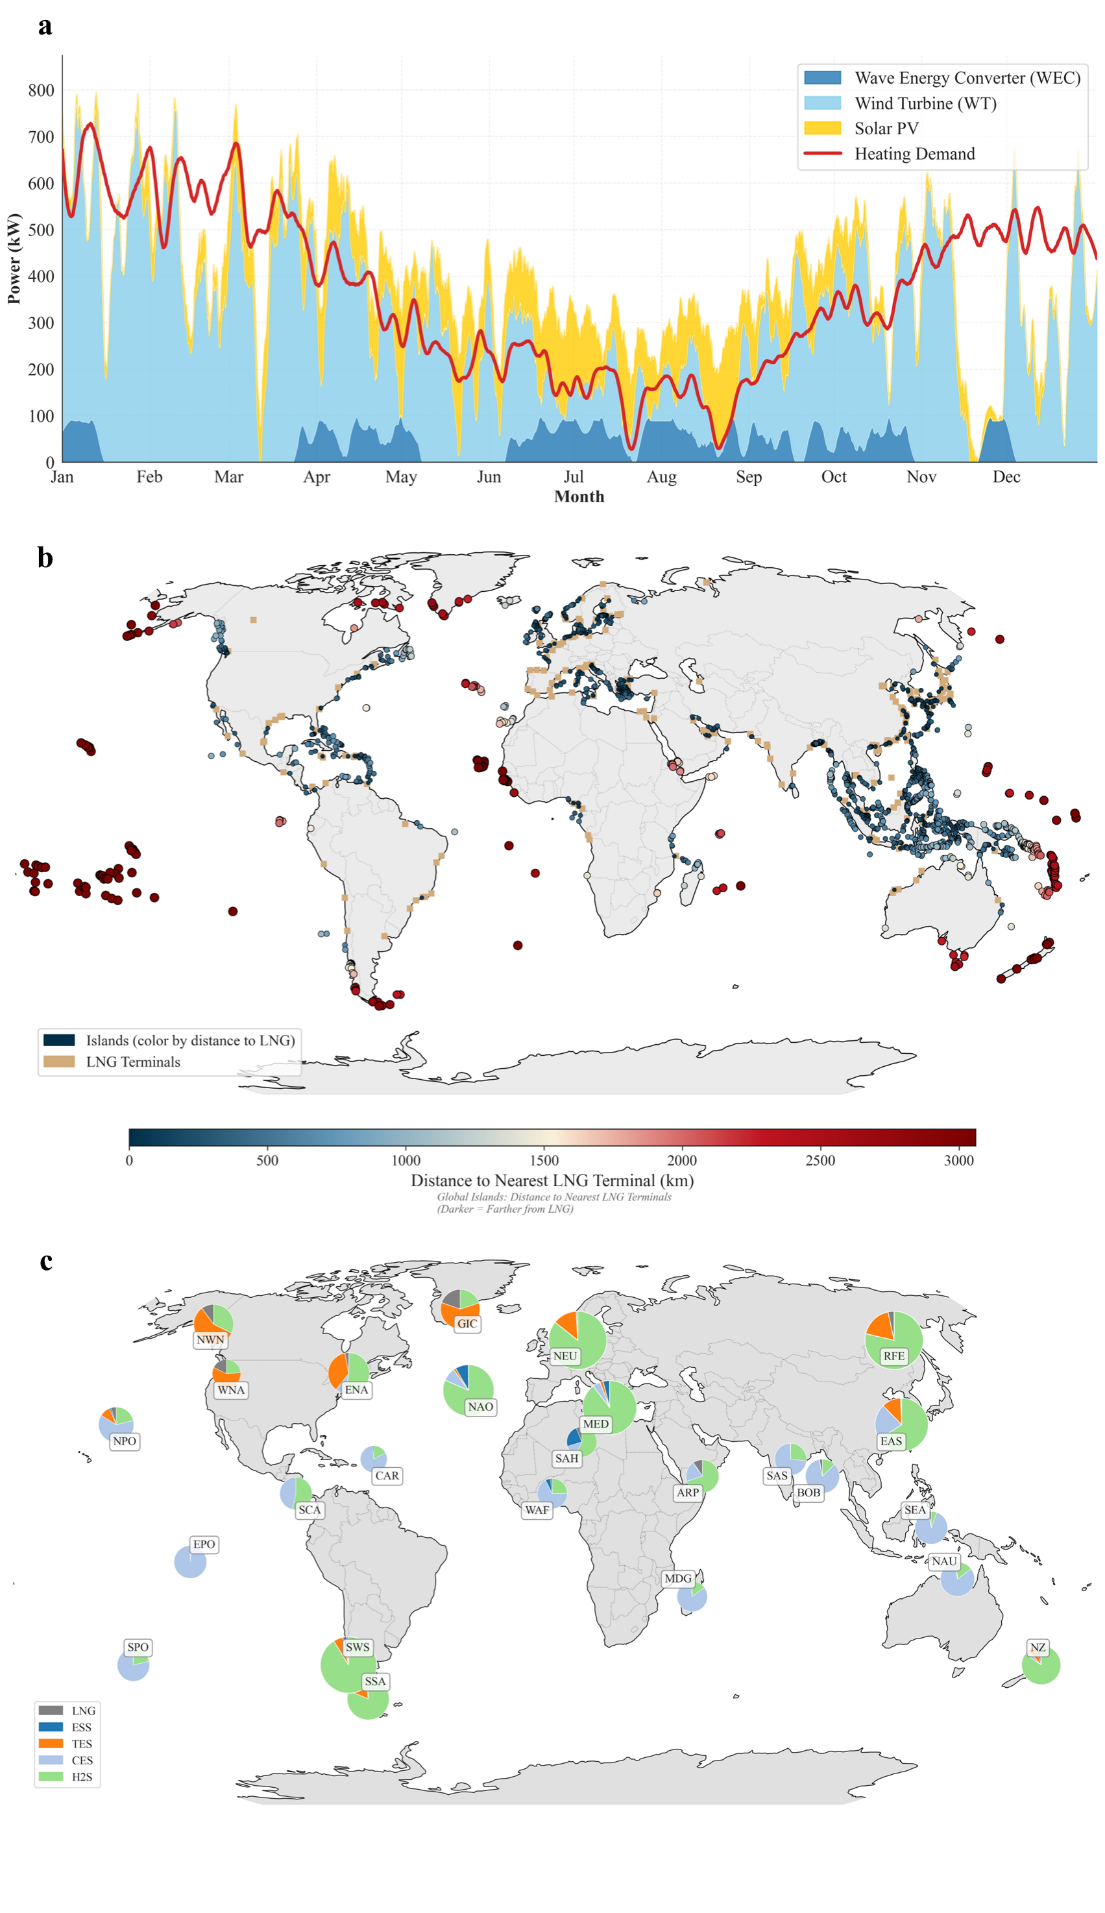 a
Wave Energy Converter (WEC)
Wind Turbine (WT)
Solar PV
Heating Demand
Power (kW)
800
700
600
500
400
300
200
100
0
Jan Feb Mar Apr May Jun Jul Aug Sep Oct Nov Dec
Month
b
Islands (color by distance to LNG)
LNG Terminals
0 500 1000 1500 2000 2500 3000
Distance to Nearest LNG Terminal (km)
Global Islands: Distance to Nearest LNG Terminals
(Darker = Farther from LNG)
c
GIC
NWN
NEU
RFE
WNA
ENA
NAO
MED
NPO
EAS
SAH
CAR
SAS
BOB
ARP
SCA
WAF
SEA
EPO
NAU
MDG
SPO
SWS
NZ
SSA
LNG
ESS
TES
CES
H2S